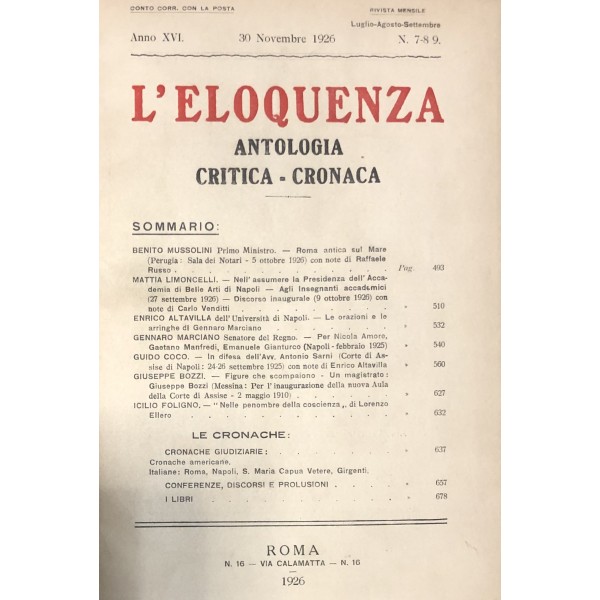 CONTO CORR. CON LA POSTA
RIVISTA MENSILE
Luglio-Agosto-Settembre
Anno XVI. 30 Novembre 1926 N. 7-8 9.
L'ELOQUENZA
ANTOLOGIA
CRITICA - CRONACA
SOMMARIO:
BENITO MUSSOLINI Primo Ministro. — Roma antica sul Mare
(Perugia: Sala dei Notari - 5 ottobre 1926) con note di Raffaele
Russo . . . . . . . . . . . Pag. 493
MATTIA LIMONCELLI. — Nell'assumere la Presidenza dell'Acca-
demia di Belle Arti di Napoli — Agli Insegnanti accademici
(27 settembre 1926) — Discorso inaugurale (9 ottobre 1926) con
note di Carlo Venditti . . . . . . . » 510
ENRICO ALTAVILLA dell'Università di Napoli. — Le orazioni e le
arringhe di Gennaro Marciano . . . . . » 532
GENNARO MARCIANO Senatore del Regno. — Per Nicola Amore,
Gaetano Manfredi, Emanuele Gianturco (Napoli - febbraio 1925) » 540
GUIDO COCO. — In difesa dell'Avv. Antonio Sarni (Corte di As-
sise di Napoli: 24-26 settembre 1925) con note di Enrico Altavilla » 560
GIUSEPPE BOZZI. — Figure che scompaiono - Un magistrato:
Giuseppe Bozzi (Messina: Per l'inaugurazione della nuova Aula
della Corte di Assise - 2 maggio 1910) . . . . » 627
ICILIO FOLIGNO. — "Nelle penombre della coscienza„ di Lorenzo
Ellero . . . . . . . . . . . » 632
LE CRONACHE:
CRONACHE GIUDIZIARIE: . . . . . . » 637
Cronache americane.
Italiane: Roma, Napoli, S. Maria Capua Vetere, Girgenti.
CONFERENZE, DISCORSI E PROLUSIONI . . . . » 657
I LIBRI . . . . . . . . . . » 678
ROMA
N. 16 — VIA CALAMATTA — N. 16
1926